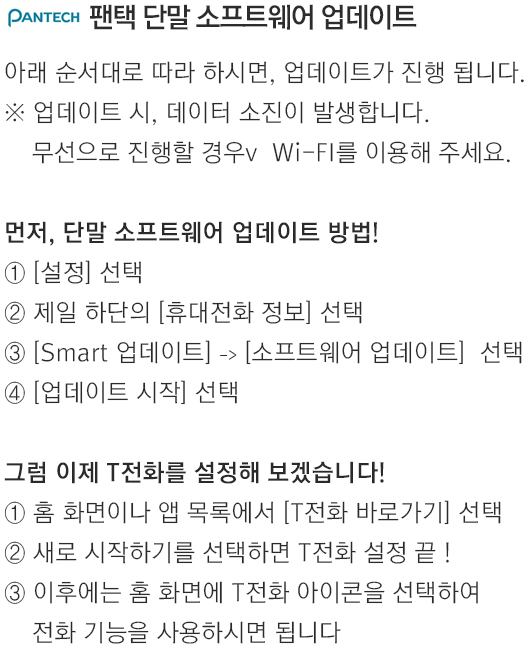 PANTECH 팬택 단말 소프트웨어 업데이트
아래 순서대로 따라 하시면, 업데이트가 진행 됩니다.
※ 업데이트 시, 데이터 소진이 발생합니다.
무선으로 진행할 경우v Wi-FI를 이용해 주세요.
먼저, 단말 소프트웨어 업데이트 방법!
① [설정] 선택
② 제일 하단의 [휴대전화 정보] 선택
③ [Smart 업데이트] -> [소프트웨어 업데이트] 선택
④ [업데이트 시작] 선택
그럼 이제 T전화를 설정해 보겠습니다!
① 홈 화면이나 앱 목록에서 [T전화 바로가기] 선택
② 새로 시작하기를 선택하면 T전화 설정 끝 !
③ 이후에는 홈 화면에 T전화 아이콘을 선택하여
전화 기능을 사용하시면 됩니다